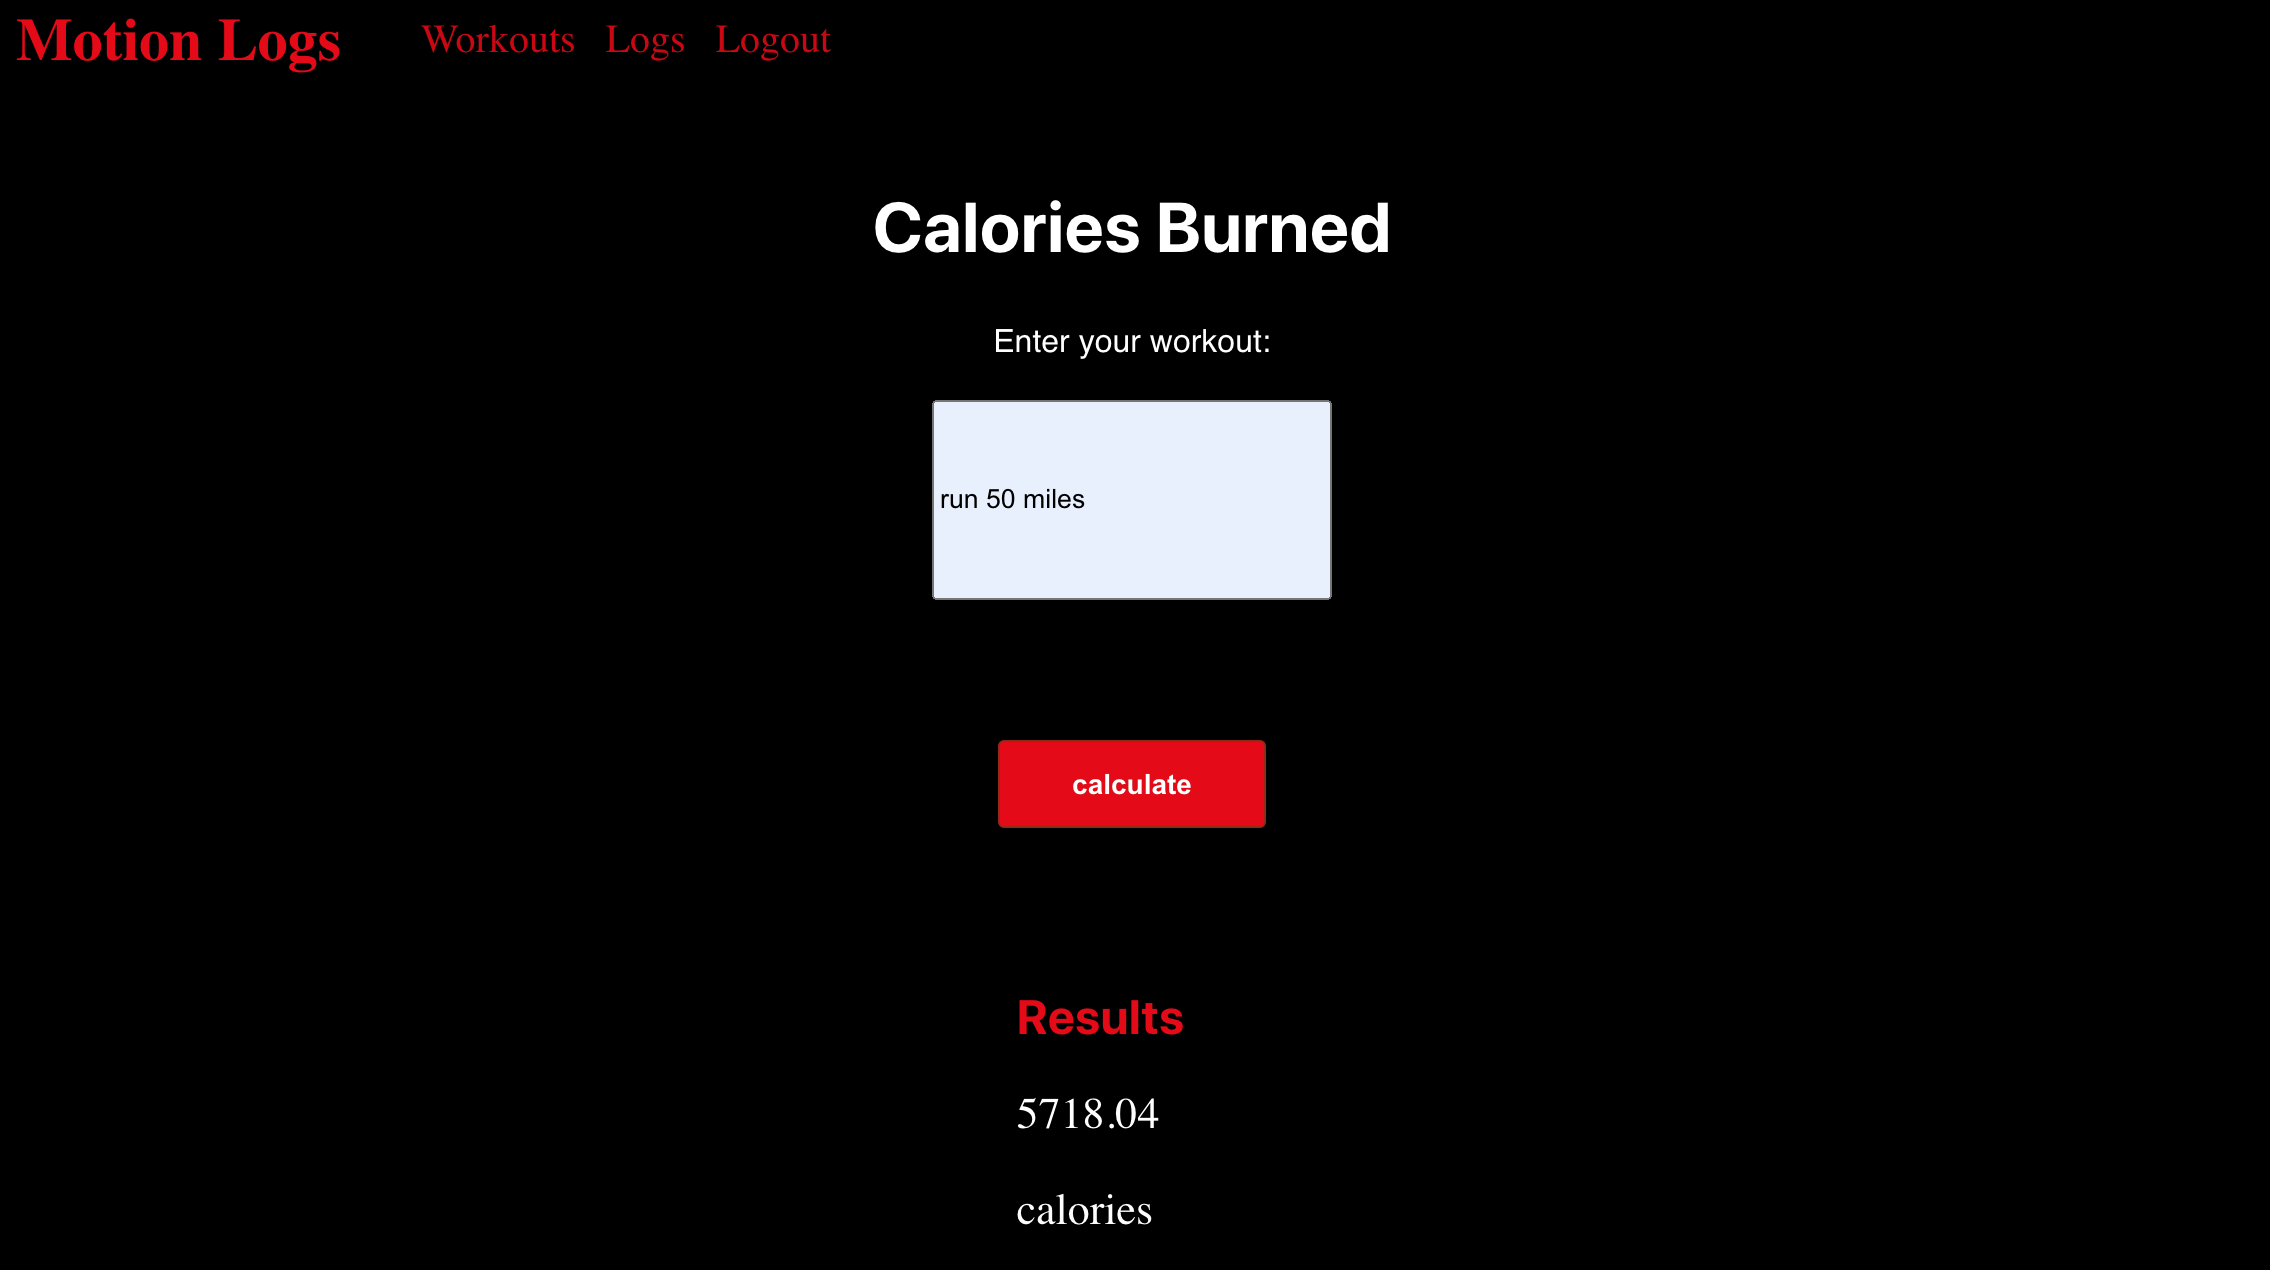 Motion Logs Workouts Logs Logout
Calories Burned
Enter your workout:
run 50 miles
calculate
Results
5718.04
calories